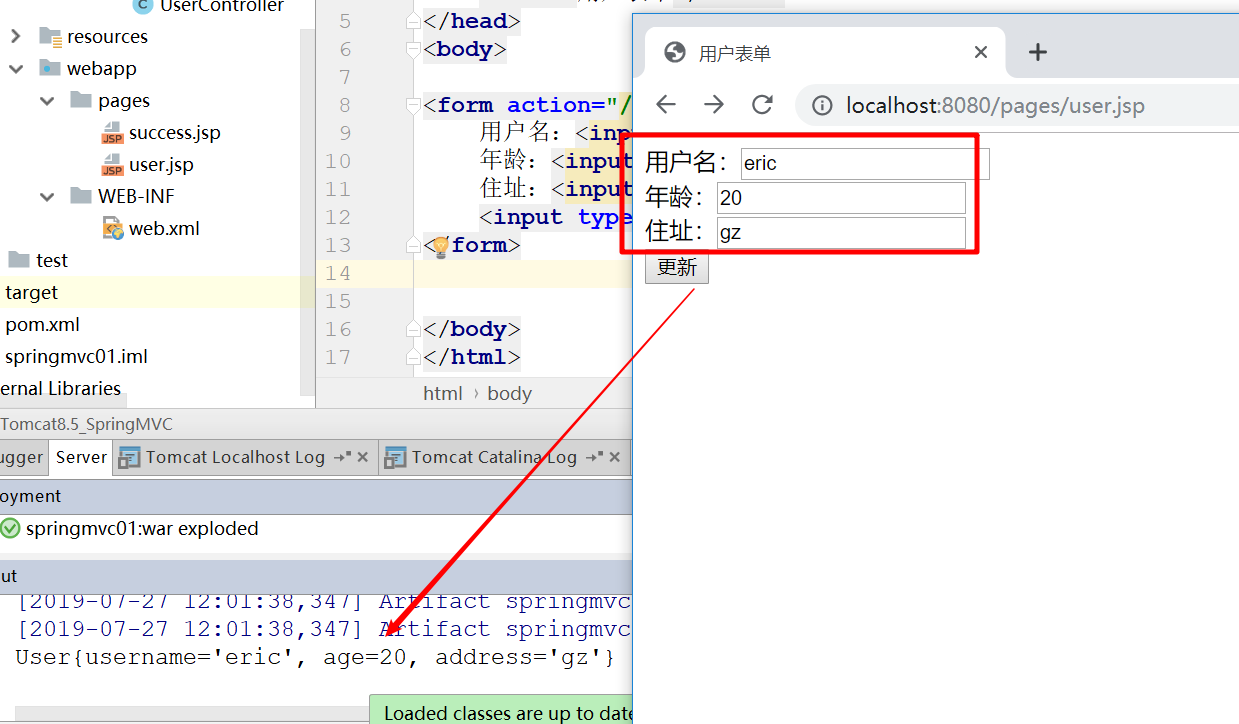 UserController
resources
webapp
pages
success.jsp
user.jsp
WEB-INF
web.xml
test
target
pom.xml
springmvc01.iml
ernal Libraries
5 </head>
6 <body>
7
8 <form action="/
9 用户名：<inp
10 年龄：<input
11 住址：<input
12 <input type
13 </form>
14
15
16 </body>
17 </html>
html › body
用户表单
localhost:8080/pages/user.jsp
用户名： eric
年龄： 20
住址： gz
更新
Tomcat8.5_SpringMVC
ugger Server Tomcat Localhost Log Tomcat Catalina Log
oyment
springmvc01:war exploded
ut
[2019-07-27 12:01:38,347] Artifact springmvc
[2019-07-27 12:01:38,347] Artifact springmvc
User{username='eric', age=20, address='gz'}
Loaded classes are up to date